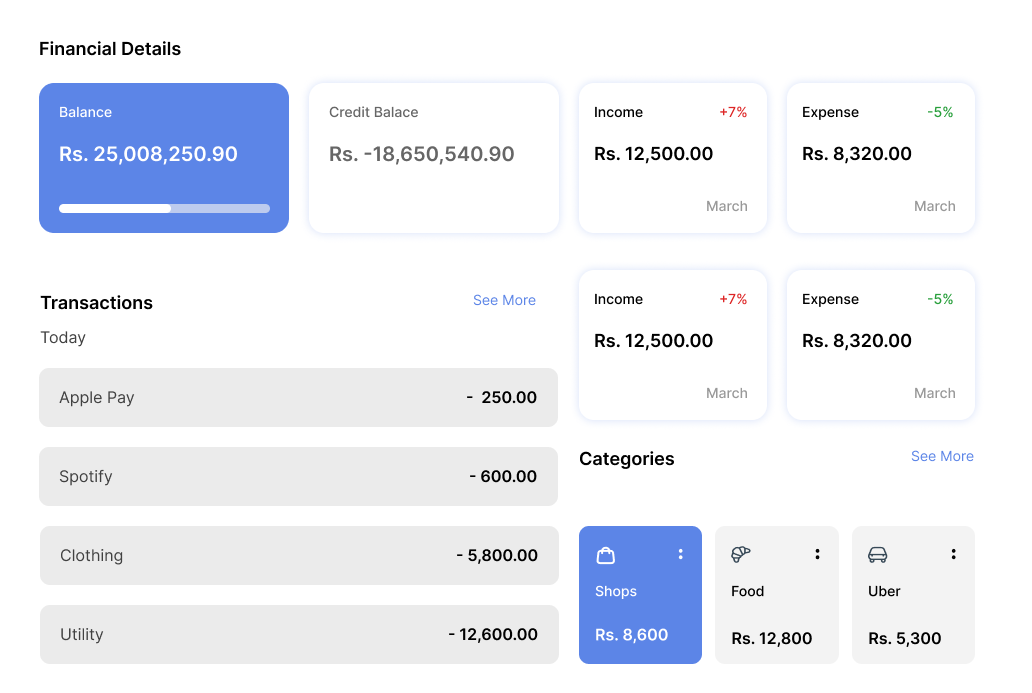 Financial Details
Balance
Rs. 25,008,250.90
Credit Balace
Rs. -18,650,540.90
Income +7%
Rs. 12,500.00
March
Expense -5%
Rs. 8,320.00
March
Transactions See More
Today
Apple Pay - 250.00
Spotify - 600.00
Clothing - 5,800.00
Utility - 12,600.00
Income +7%
Rs. 12,500.00
March
Expense -5%
Rs. 8,320.00
March
Categories See More
Shops
Rs. 8,600
Food
Rs. 12,800
Uber
Rs. 5,300